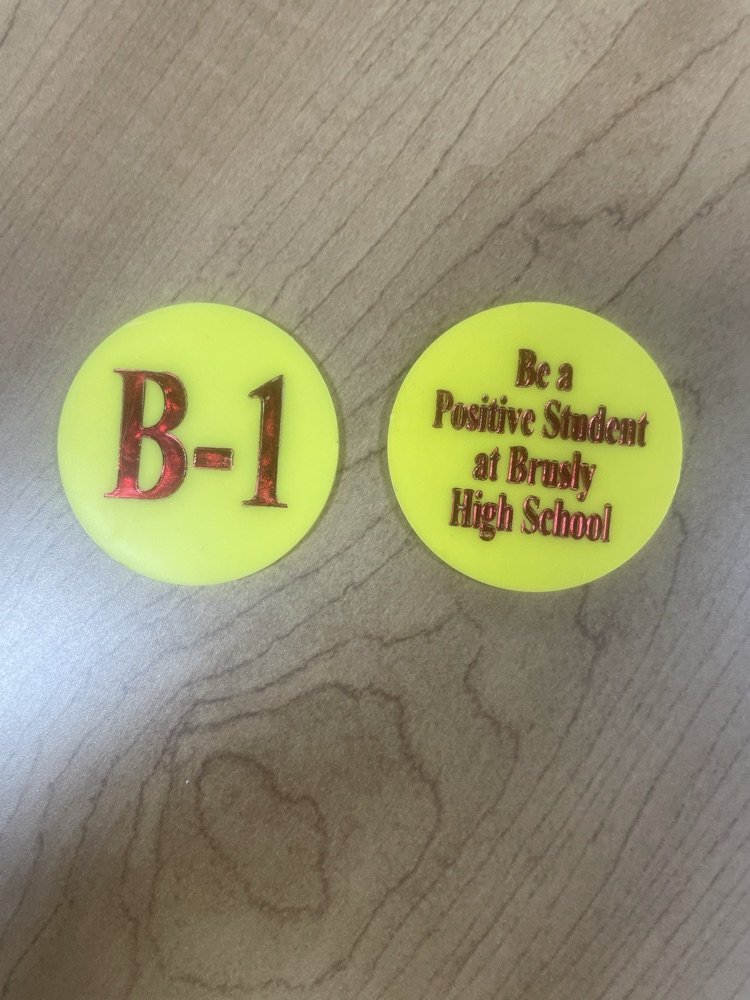 B-1
Be a
Positive Student
at Brusly
High School